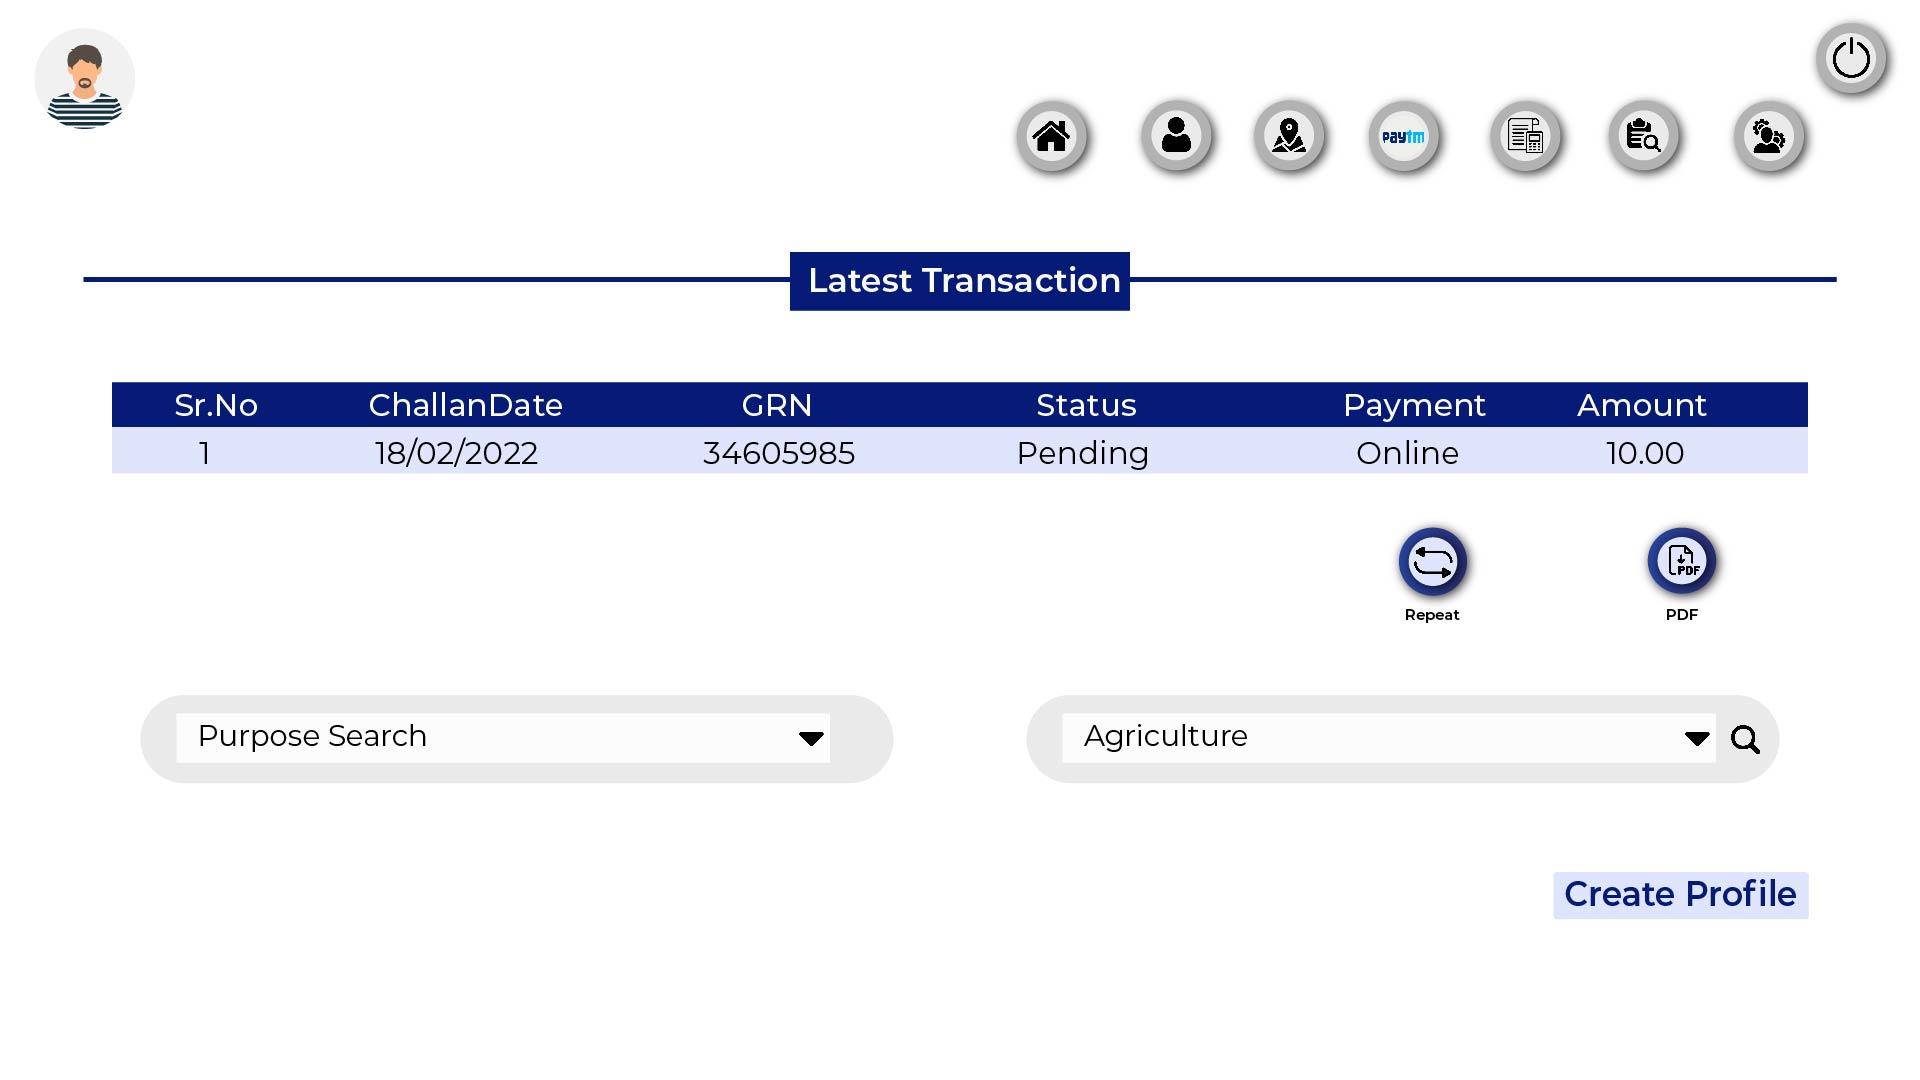 paytm
Latest Transaction
Sr.No ChallanDate GRN Status Payment Amount
1 18/02/2022 34605985 Pending Online 10.00
PDF
Repeat PDF
Purpose Search Agriculture
Create Profile